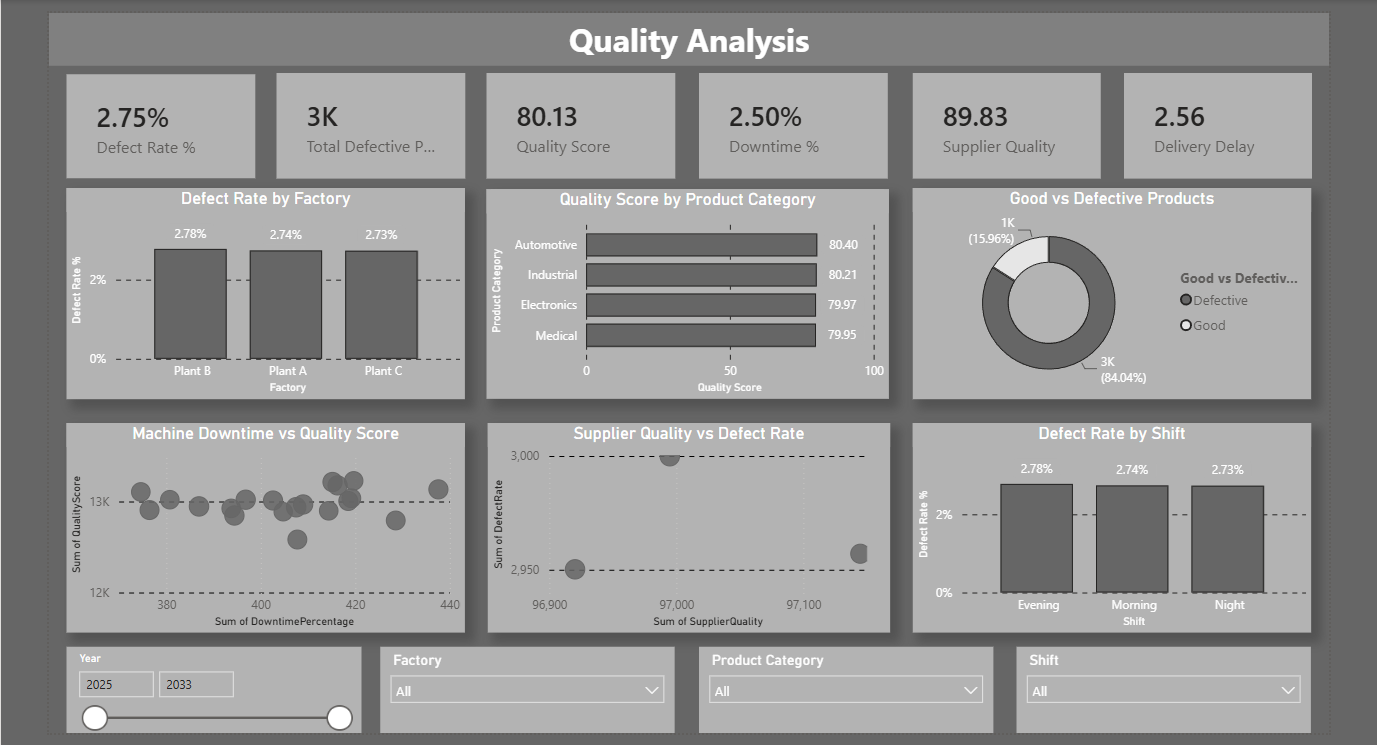 Quality Analysis
2.75%
Defect Rate %
3K
Total Defective P...
80.13
Quality Score
2.50%
Downtime %
89.83
Supplier Quality
2.56
Delivery Delay
Defect Rate by Factory
Defect Rate %
2%
0%
2.78%
2.74%
2.73%
Plant B
Plant A
Plant C
Factory
Quality Score by Product Category
Product Category
Automotive
80.40
Industrial
80.21
Electronics
79.97
Medical
79.95
0
50
100
Quality Score
Good vs Defective Products
1K
(15.96%)
3K
(84.04%)
Good vs Defectiv...
Defective
Good
Machine Downtime vs Quality Score
Sum of QualityScore
13K
12K
380
400
420
440
Sum of DowntimePercentage
Supplier Quality vs Defect Rate
Sum of DefectRate
3,000
2,950
96,900
97,000
97,100
Sum of SupplierQuality
Defect Rate by Shift
Defect Rate %
2%
0%
2.78%
2.74%
2.73%
Evening
Morning
Night
Shift
Year
2025
2033
Factory
All
Product Category
All
Shift
All